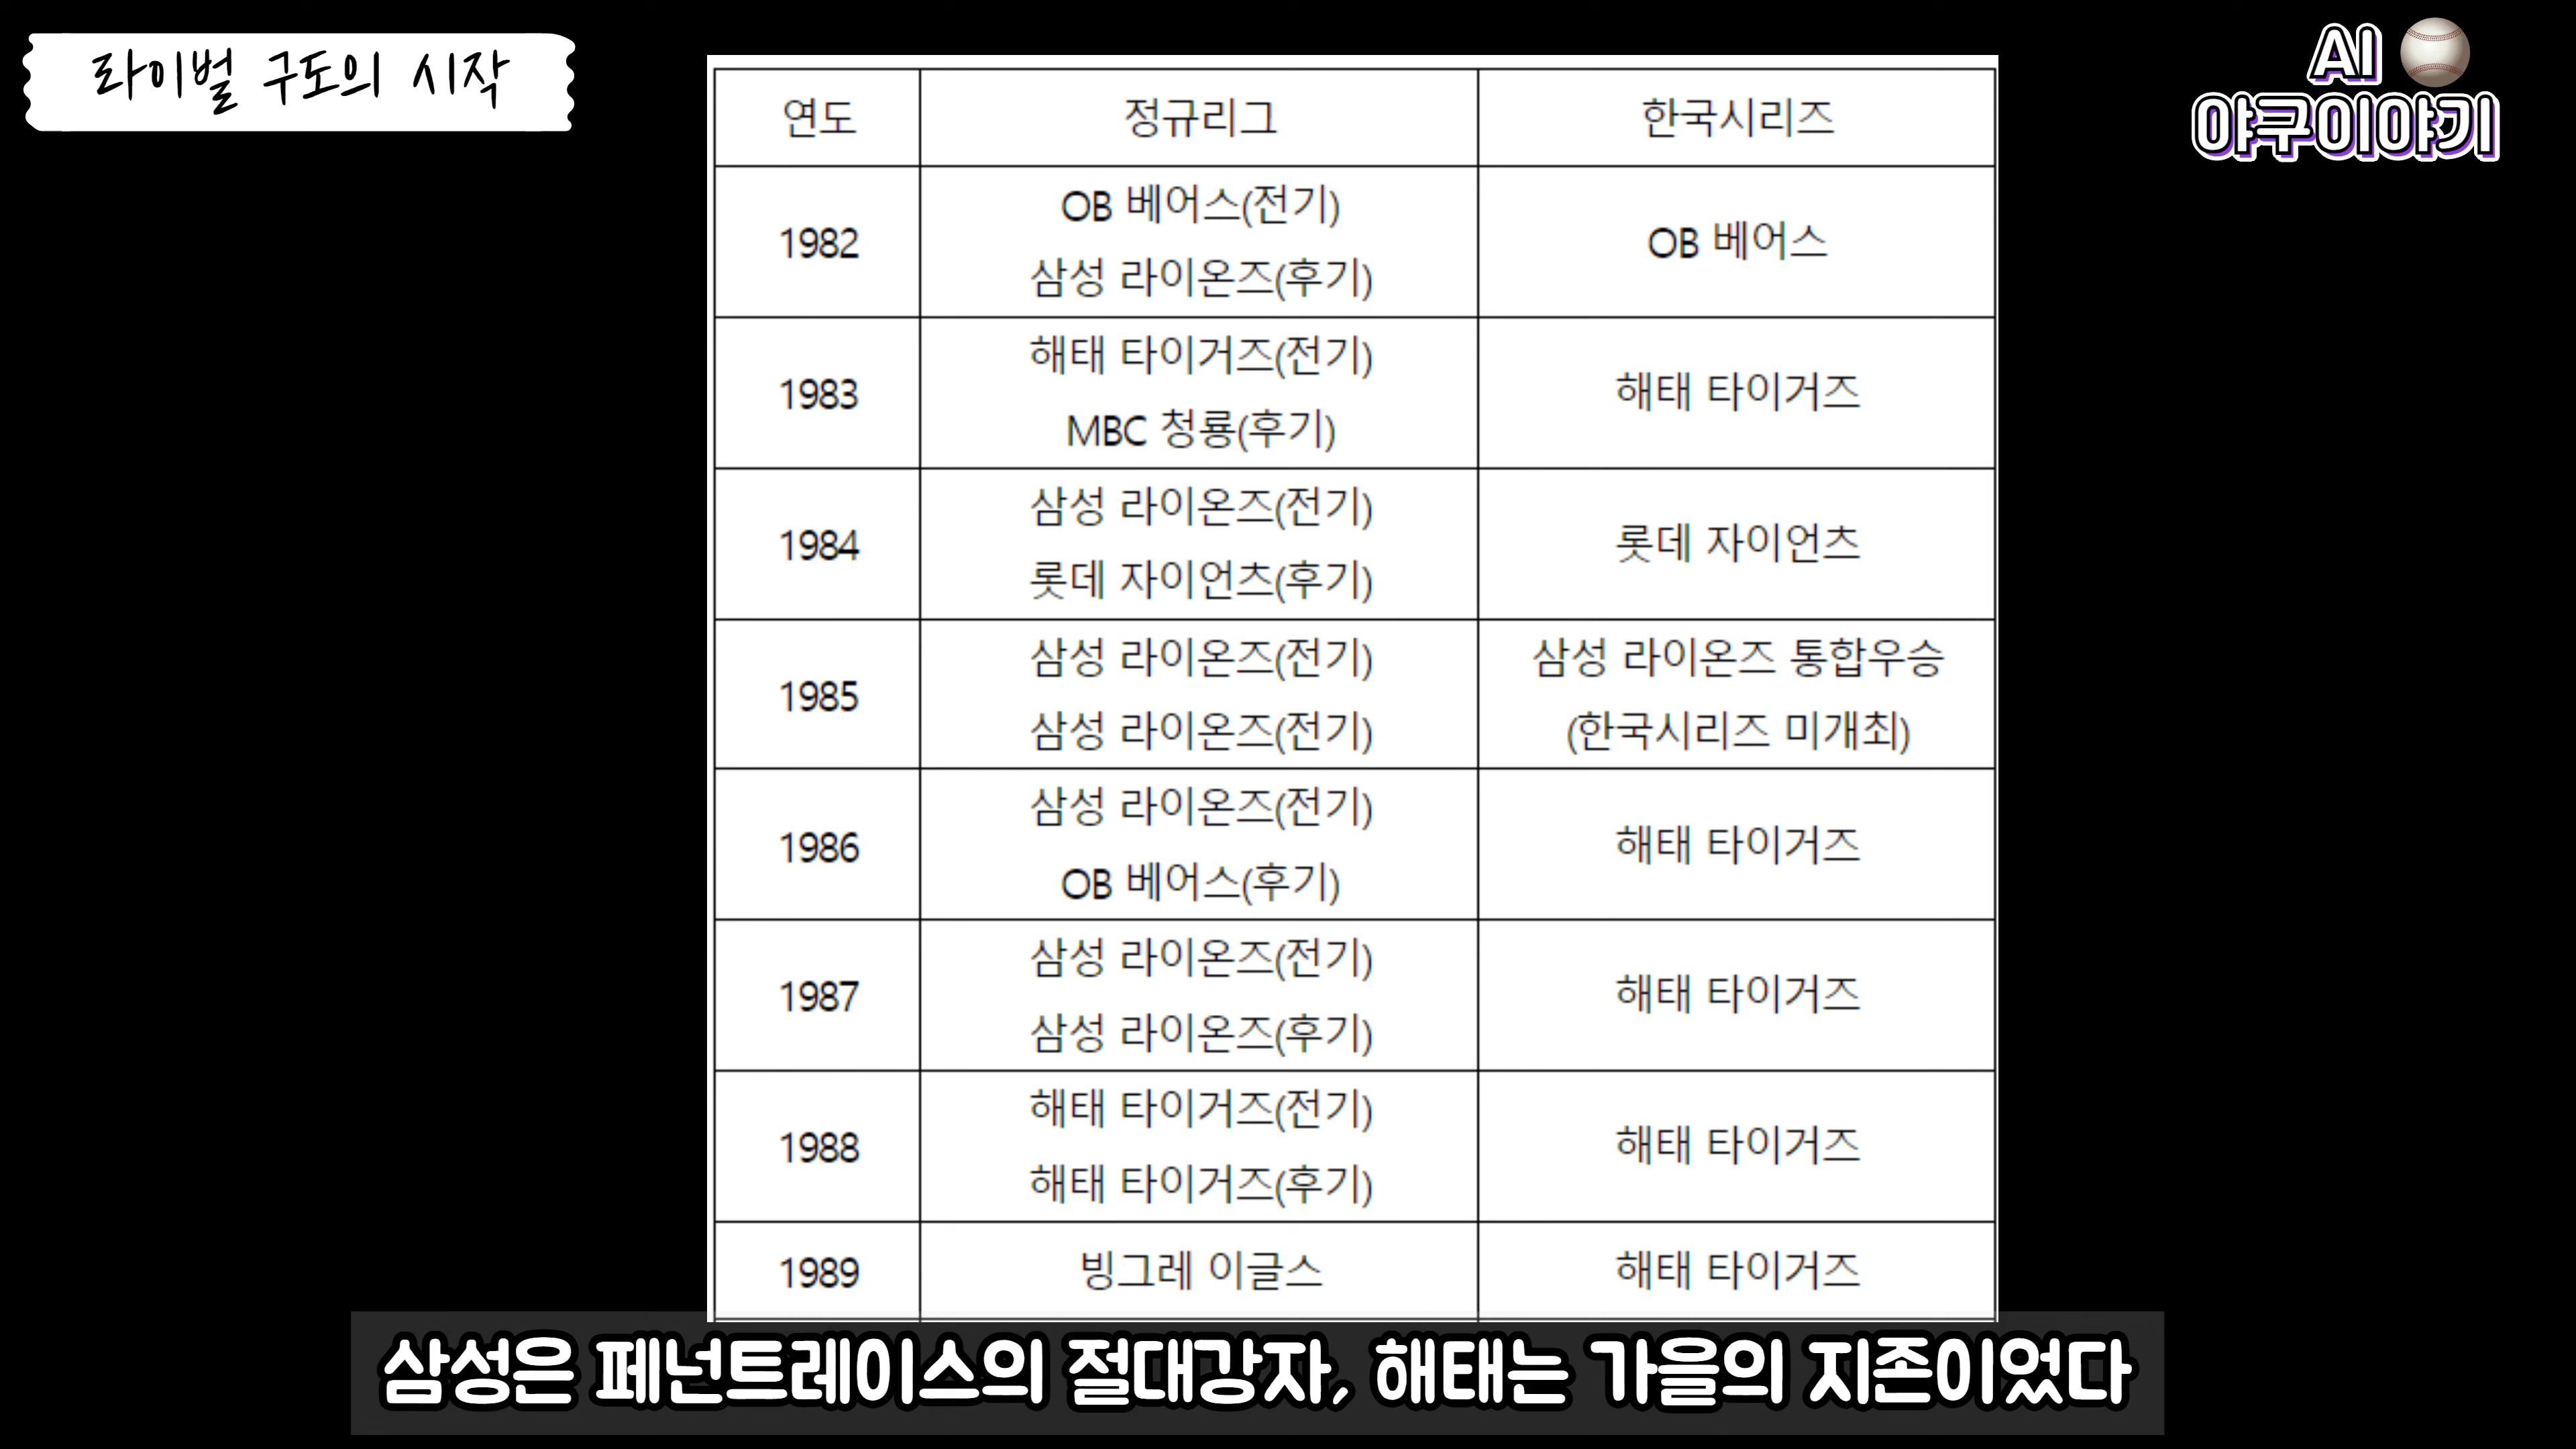 라이벌 구도의 시작
AI
야구이야기
연도 정규리그 한국시리즈
1982 OB 베어스(전기) 삼성 라이온즈(후기) OB 베어스
1983 해태 타이거즈(전기) MBC 청룡(후기) 해태 타이거즈
1984 삼성 라이온즈(전기) 롯데 자이언츠(후기) 롯데 자이언츠
1985 삼성 라이온즈(전기) 삼성 라이온즈(전기) 삼성 라이온즈 통합우승 (한국시리즈 미개최)
1986 삼성 라이온즈(전기) OB 베어스(후기) 해태 타이거즈
1987 삼성 라이온즈(전기) 삼성 라이온즈(후기) 해태 타이거즈
1988 해태 타이거즈(전기) 해태 타이거즈(후기) 해태 타이거즈
1989 빙그레 이글스 해태 타이거즈
삼성은 페넌트레이스의 절대강자, 해태는 가을의 지존이었다